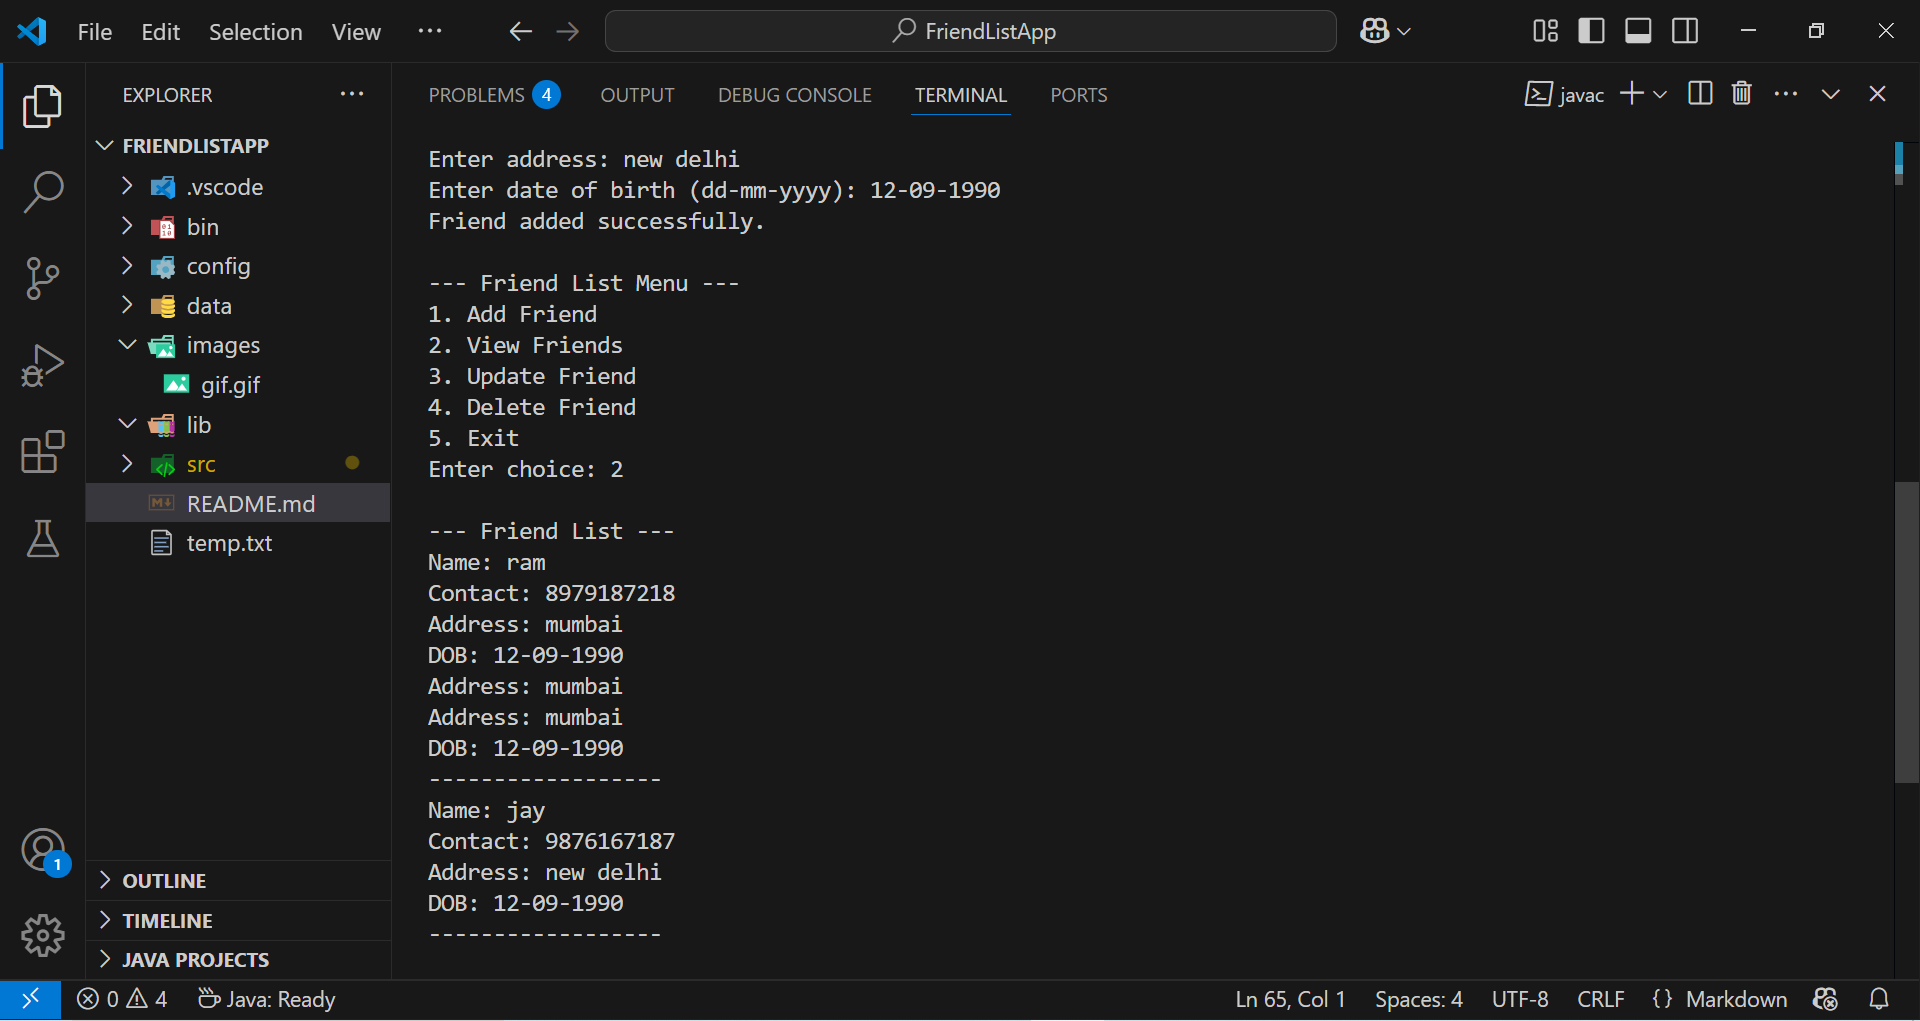 File Edit Selection View ··· FriendListApp
EXPLORER ···
FRIENDLISTAPP
.vscode
bin
config
data
images
gif.gif
lib
src
README.md
temp.txt
OUTLINE
TIMELINE
JAVA PROJECTS
1
PROBLEMS 4 OUTPUT DEBUG CONSOLE TERMINAL PORTS javac ···
Enter address: new delhi
Enter date of birth (dd-mm-yyyy): 12-09-1990
Friend added successfully.
--- Friend List Menu ---
1. Add Friend
2. View Friends
3. Update Friend
4. Delete Friend
5. Exit
Enter choice: 2
--- Friend List ---
Name: ram
Contact: 8979187218
Address: mumbai
DOB: 12-09-1990
Address: mumbai
Address: mumbai
DOB: 12-09-1990
------------------
Name: jay
Contact: 9876167187
Address: new delhi
DOB: 12-09-1990
------------------
0 4 Java: Ready Ln 65, Col 1 Spaces: 4 UTF-8 CRLF {} Markdown